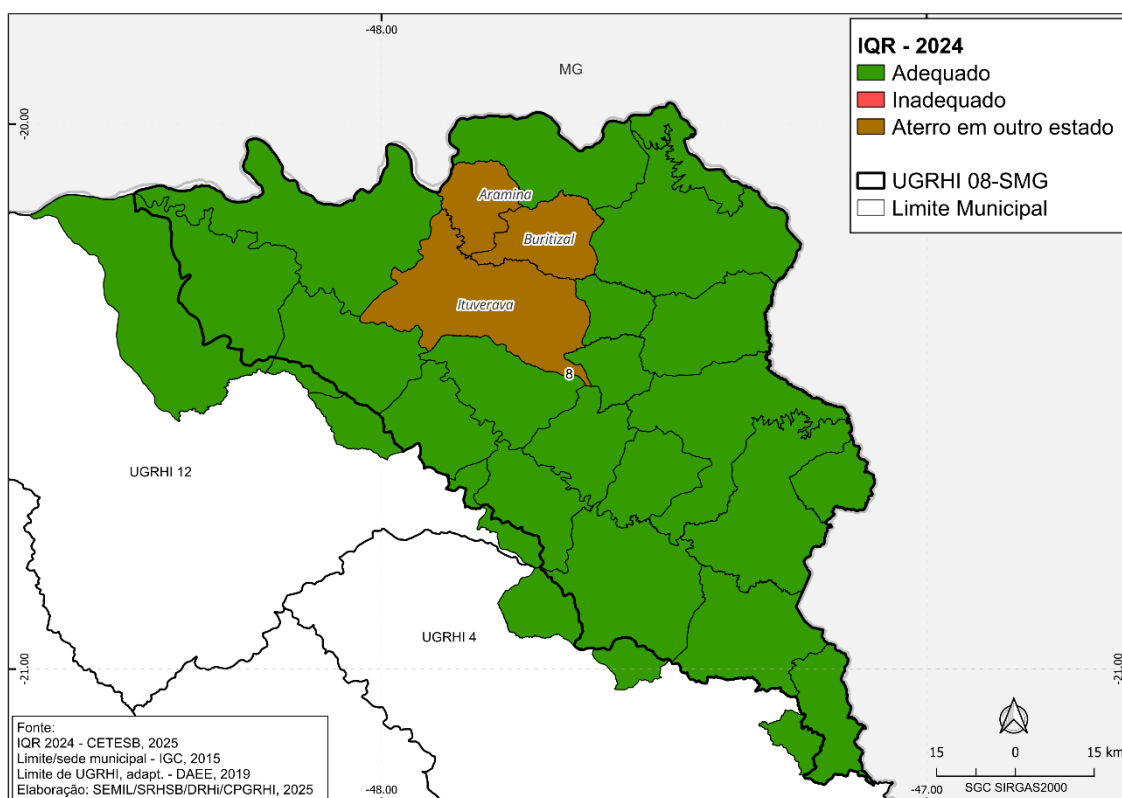 -48.00
MG
IQR - 2024
Adequado
Inadequado
Aterro em outro estado
UGRHI 08-SMG
Limite Municipal
-20.00
Aramina
Buritizal
Ituverava
8
UGRHI 12
UGRHI 4
-21.00
-21.00
Fonte:
IQR 2024 - CETESB, 2025
Limite/sede municipal - IGC, 2015
Limite de UGRHI, adapt. - DAEE, 2019
Elaboração: SEMIL/SRHSB/DRHi/CPGRHI, 2025
15 0 15 km
SGC SIRGAS2000
-48.00
-47.00